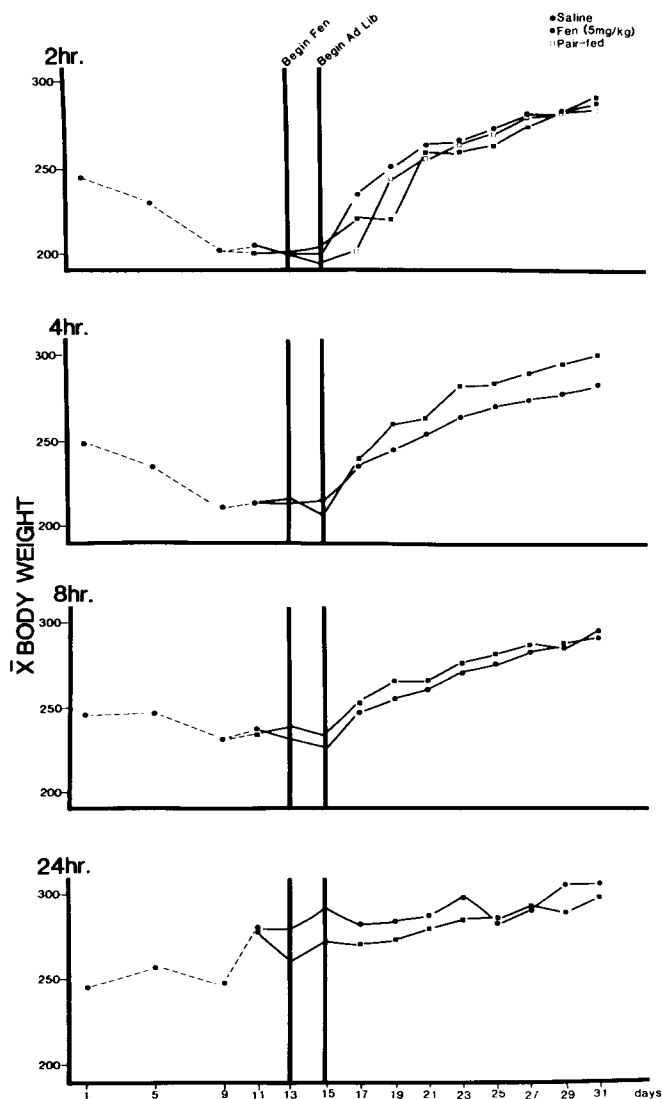 Begin Fen
Begin Ad Lib
Saline
Fen (5mg/kg)
Pair-fed
2hr.
300
250
200
4hr.
300
250
200
X̄ BODY WEIGHT
8hr.
300
250
200
24hr.
300
250
200
1 5 9 11 13 15 17 19 21 23 25 27 29 31 days